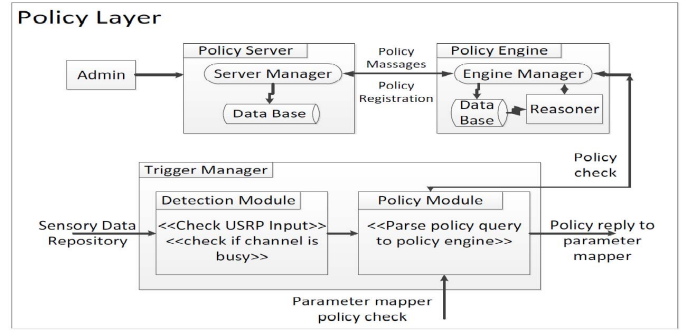 Policy Layer
Policy Server
Admin
Server Manager
Data Base
Policy
Massages
Policy
Registration
Policy Engine
Engine Manager
Data
Base
Reasoner
Policy
check
Trigger Manager
Detection Module
Sensory Data
Repository
<<Check USRP Input>>
<<check if channel is
busy>>
Policy Module
<<Parse policy query
to policy engine>>
Policy reply to
parameter
mapper
Parameter mapper
policy check